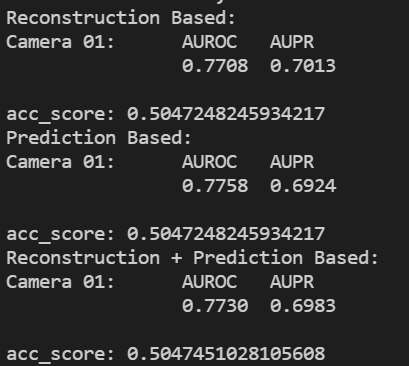 Reconstruction Based:
Camera 01: AUROC AUPR
0.7708 0.7013
acc_score: 0.5047248245934217
Prediction Based:
Camera 01: AUROC AUPR
0.7758 0.6924
acc_score: 0.5047248245934217
Reconstruction + Prediction Based:
Camera 01: AUROC AUPR
0.7730 0.6983
acc_score: 0.5047451028105608